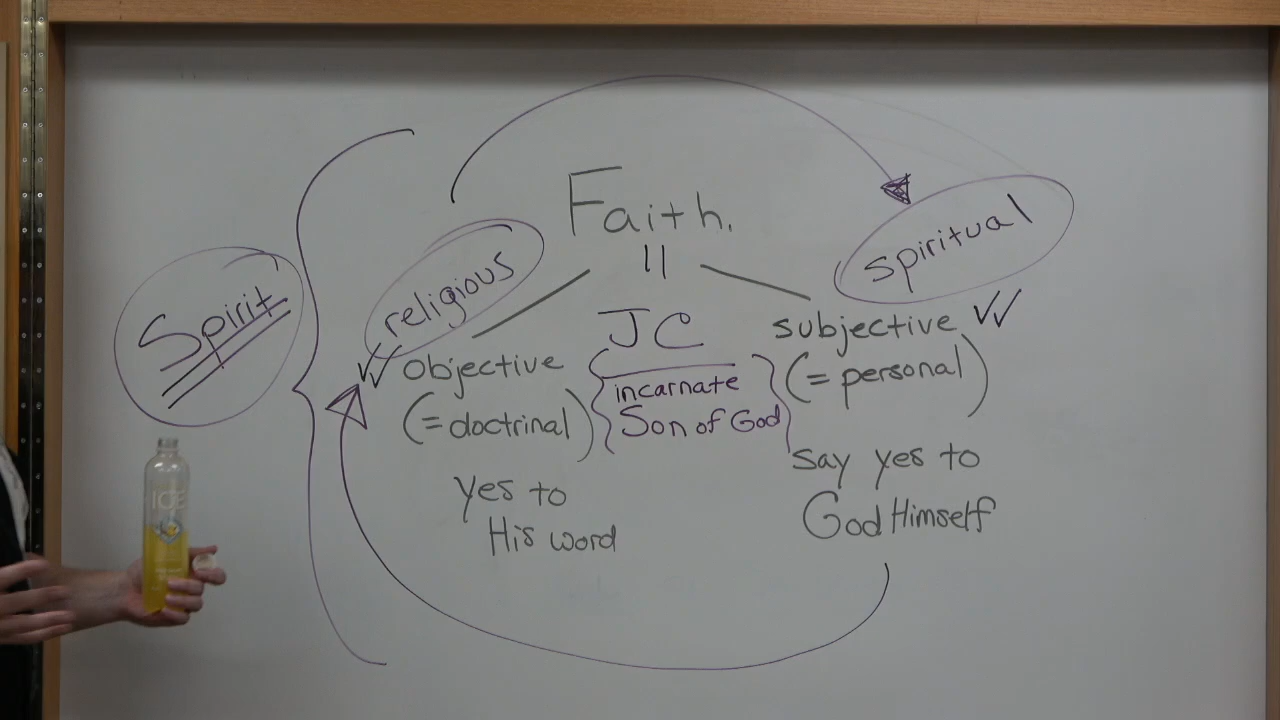 Faith.
religious
spiritual
Spirit
JC
subjective
(= personal)
objective
(= doctrinal)
incarnate
Son of God
say yes to
God Himself
yes to
His word
ICE